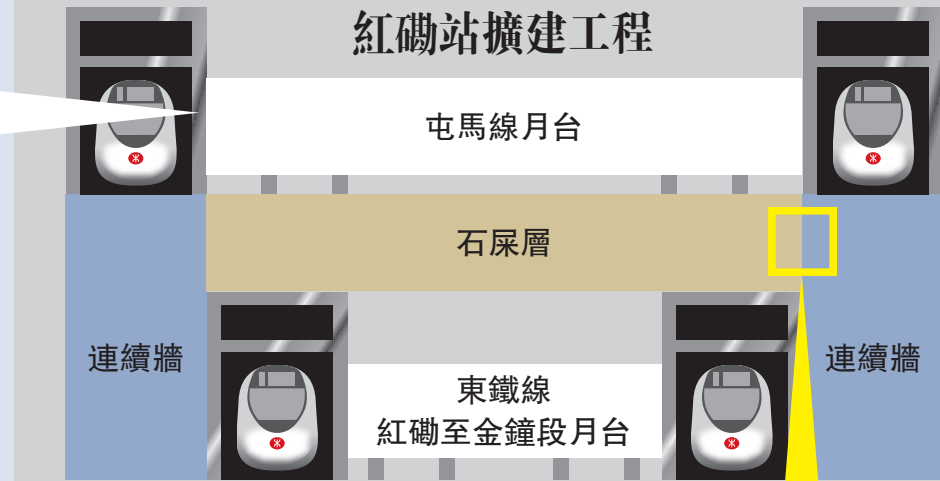 紅磡站擴建工程
屯馬線月台
石屎層
連續牆
連續牆
東鐵線
紅磡至金鐘段月台